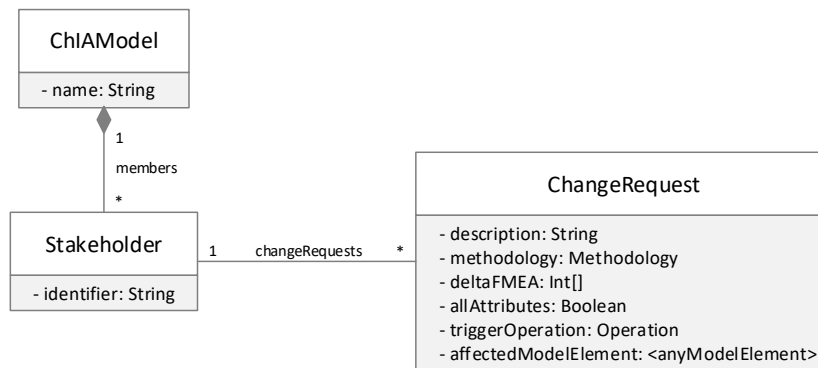 ChIAModel
- name: String
1
members
*
Stakeholder
- identifier: String
1 changeRequests *
ChangeRequest
- description: String
- methodology: Methodology
- deltaFMEA: Int[]
- allAttributes: Boolean
- triggerOperation: Operation
- affectedModelElement: <anyModelElement>